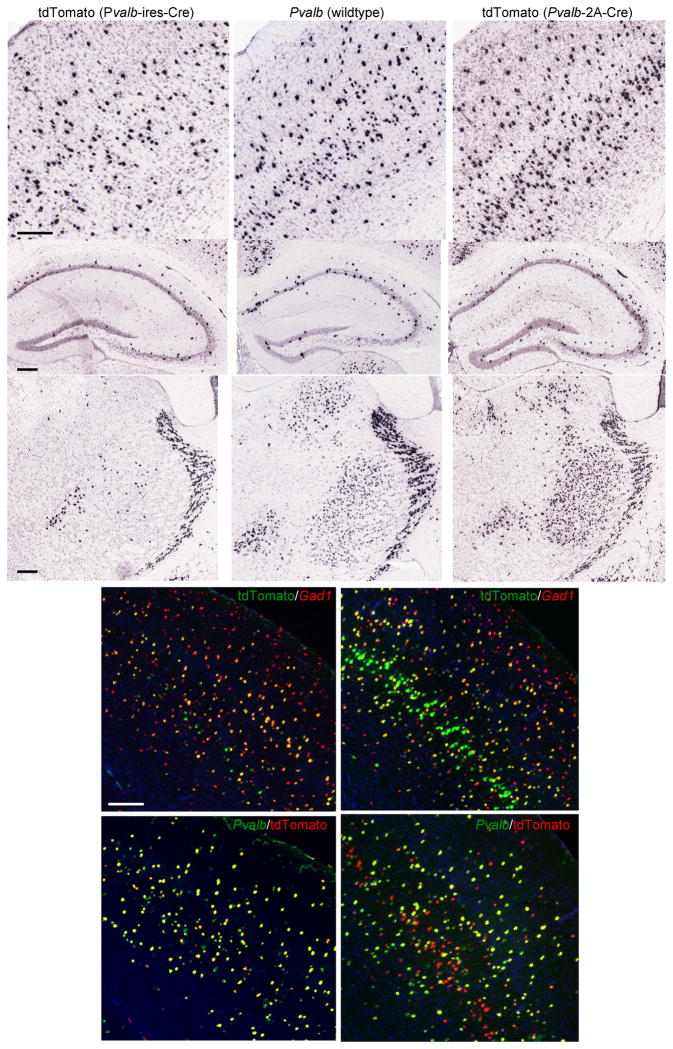 tdTomato (Pvalb-ires-Cre)
Pvalb (wildtype)
tdTomato (Pvalb-2A-Cre)
tdTomato/Gad1
tdTomato/Gad1
Pvalb/tdTomato
Pvalb/tdTomato